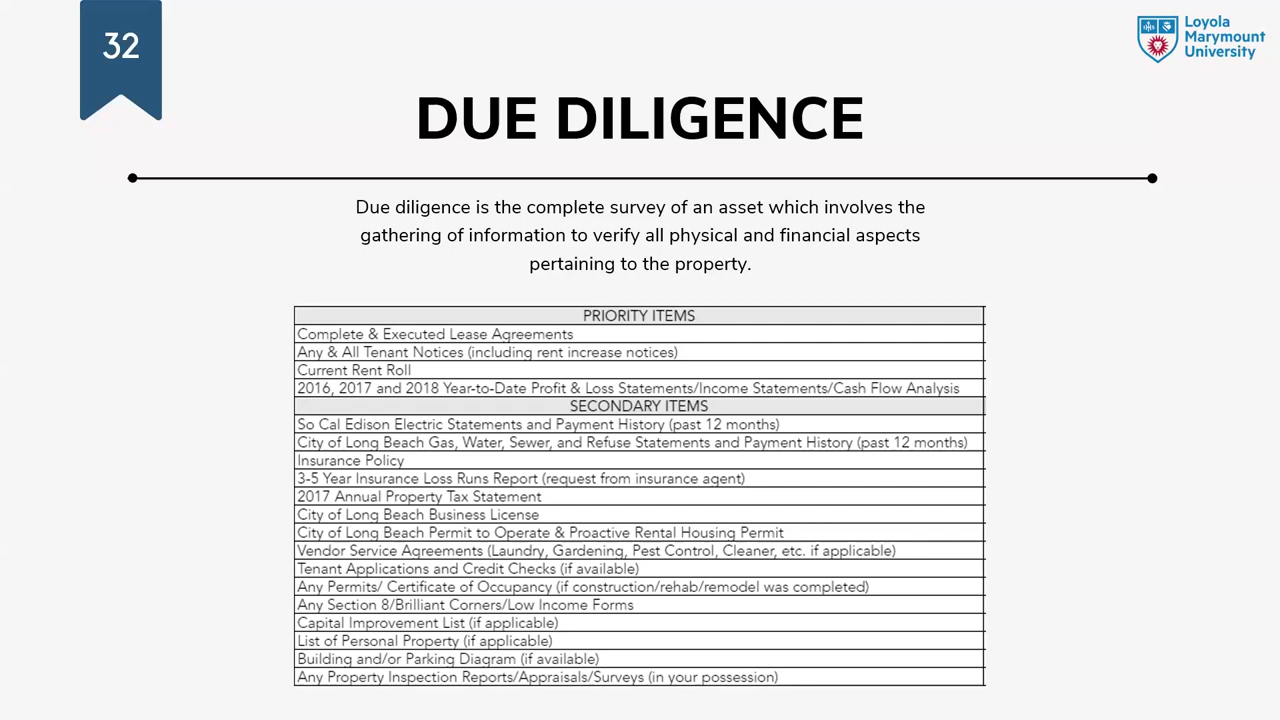 32
Loyola
Marymount
University
DUE DILIGENCE
Due diligence is the complete survey of an asset which involves the
gathering of information to verify all physical and financial aspects
pertaining to the property.
PRIORITY ITEMS
Complete & Executed Lease Agreements
Any & All Tenant Notices (including rent increase notices)
Current Rent Roll
2016, 2017 and 2018 Year-to-Date Profit & Loss Statements/Income Statements/Cash Flow Analysis
SECONDARY ITEMS
So Cal Edison Electric Statements and Payment History (past 12 months)
City of Long Beach Gas, Water, Sewer, and Refuse Statements and Payment History (past 12 months)
Insurance Policy
3-5 Year Insurance Loss Runs Report (request from insurance agent)
2017 Annual Property Tax Statement
City of Long Beach Business License
City of Long Beach Permit to Operate & Proactive Rental Housing Permit
Vendor Service Agreements (Laundry, Gardening, Pest Control, Cleaner, etc. if applicable)
Tenant Applications and Credit Checks (if available)
Any Permits/ Certificate of Occupancy (if construction/rehab/remodel was completed)
Any Section 8/Brilliant Corners/Low Income Forms
Capital Improvement List (if applicable)
List of Personal Property (if applicable)
Building and/or Parking Diagram (if available)
Any Property Inspection Reports/Appraisals/Surveys (in your possession)